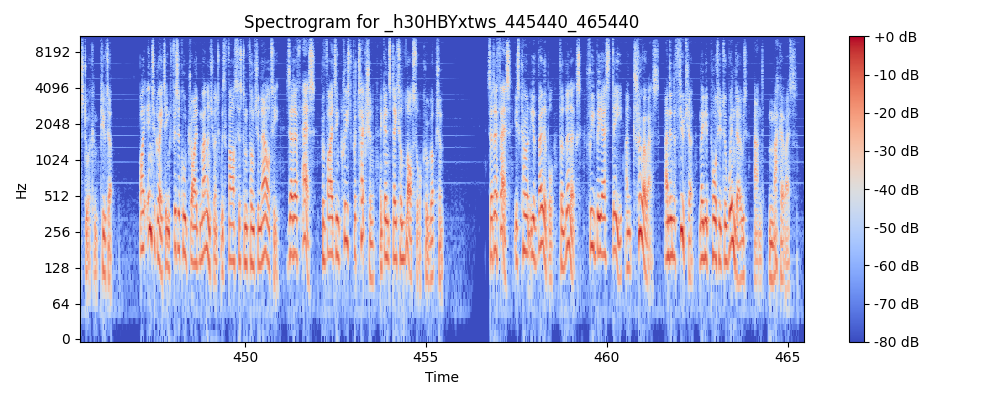 Spectrogram for _h30HBYxtws_445440_465440
8192
4096
2048
1024
512
256
128
64
0
Hz
450
455
460
465
Time
+0 dB
-10 dB
-20 dB
-30 dB
-40 dB
-50 dB
-60 dB
-70 dB
-80 dB